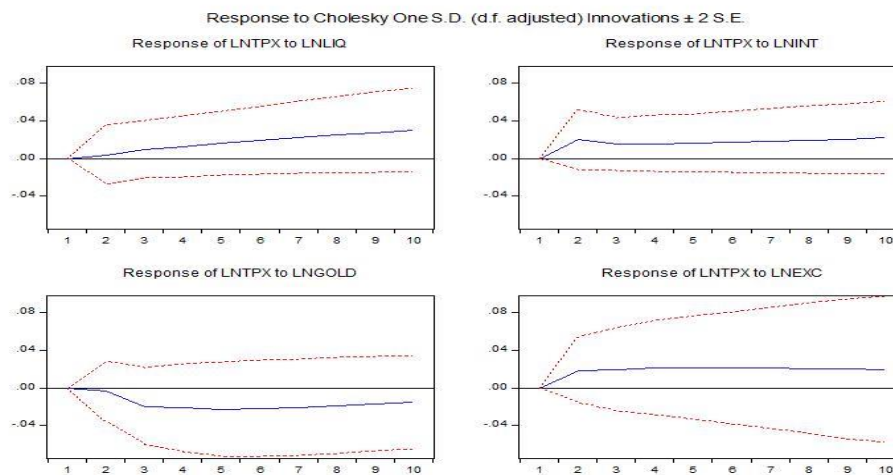 Response to Cholesky One S.D. (d.f. adjusted) Innovations ± 2 S.E.
Response of LNTPX to LNLIQ
.08
.04
.00
-.04
1 2 3 4 5 6 7 8 9 10
Response of LNTPX to LNINT
.08
.04
.00
-.04
1 2 3 4 5 6 7 8 9 10
Response of LNTPX to LNGOLD
.08
.04
.00
-.04
1 2 3 4 5 6 7 8 9 10
Response of LNTPX to LNEXC
.08
.04
.00
-.04
1 2 3 4 5 6 7 8 9 10